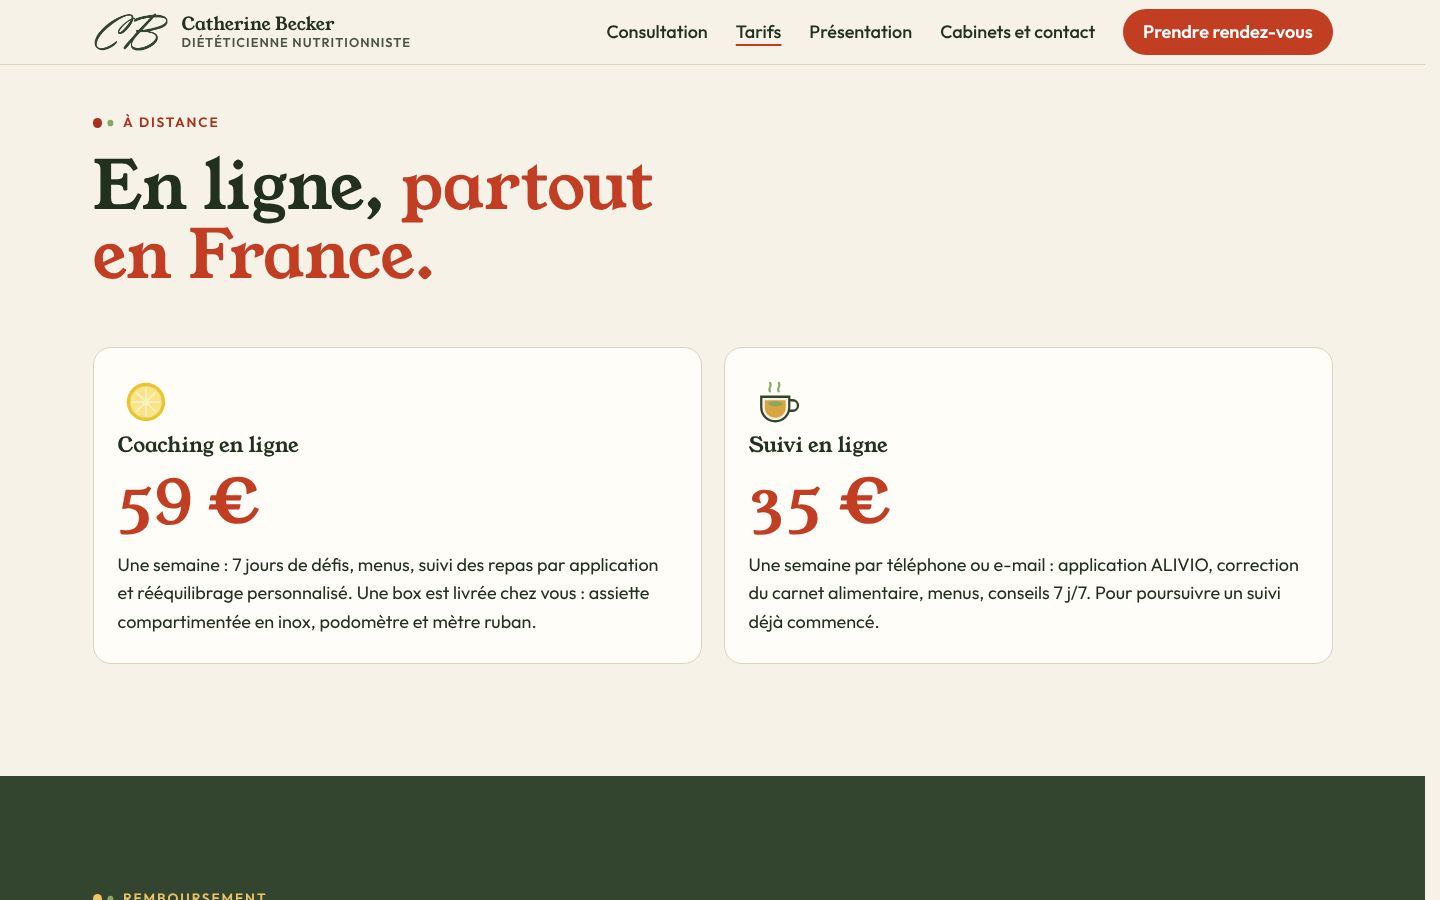 CB
Catherine Becker
DIÉTÉTICIENNE NUTRITIONNISTE
Consultation
Tarifs
Présentation
Cabinets et contact
Prendre rendez-vous
À DISTANCE
En ligne, partout
en France.
Coaching en ligne
59 €
Une semaine : 7 jours de défis, menus, suivi des repas par application
et rééquilibrage personnalisé. Une box est livrée chez vous : assiette
compartimentée en inox, podomètre et mètre ruban.
Suivi en ligne
35 €
Une semaine par téléphone ou e-mail : application ALIVIO, correction
du carnet alimentaire, menus, conseils 7 j/7. Pour poursuivre un suivi
déjà commencé.
REMBOURSEMENT